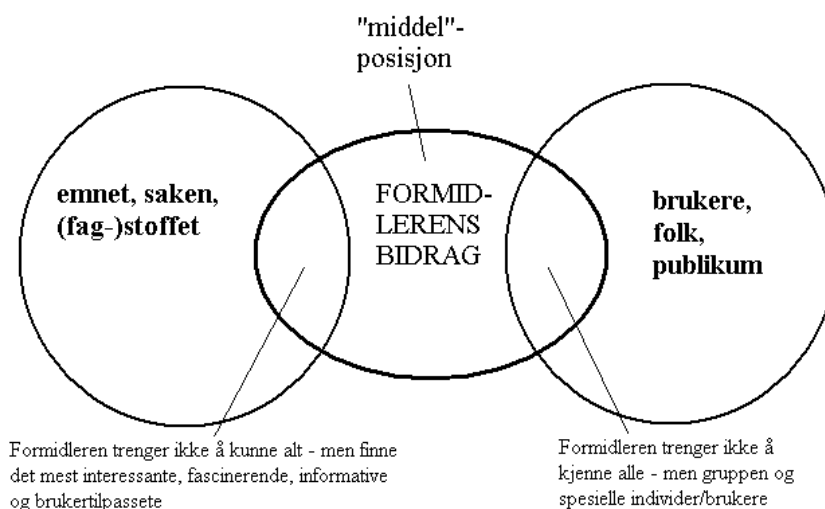 "middel"-
posisjon
emnet, saken,
(fag-)stoffet
FORMID-
LERENS
BIDRAG
brukere,
folk,
publikum
Formidleren trenger ikke å kunne alt - men finne
det mest interessante, fascinerende, informative
og brukertilpassete
Formidleren trenger ikke å
kjenne alle - men gruppen og
spesielle individer/brukere